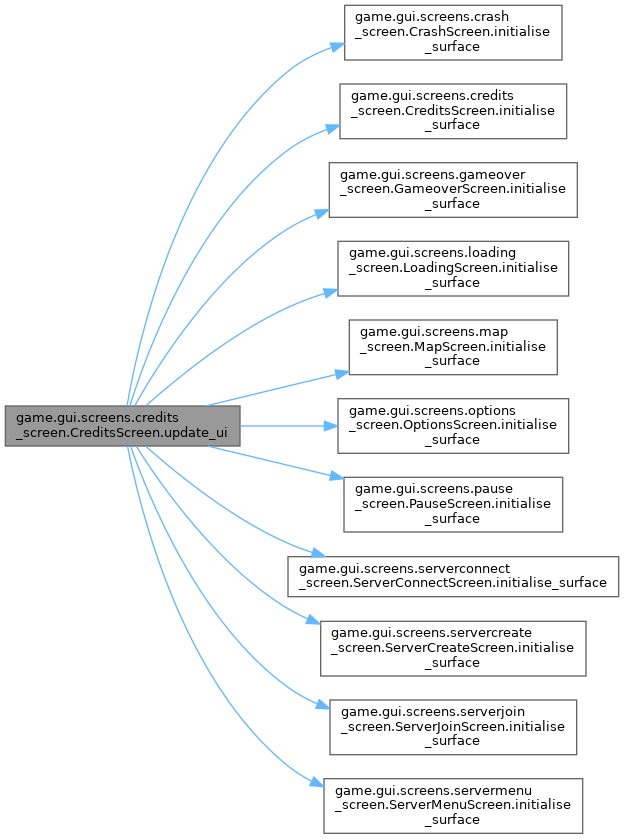 game.gui.screens.crash
_screen.CrashScreen.initialise
_surface
game.gui.screens.credits
_screen.CreditsScreen.initialise
_surface
game.gui.screens.gameover
_screen.GameoverScreen.initialise
_surface
game.gui.screens.loading
_screen.LoadingScreen.initialise
_surface
game.gui.screens.map
_screen.MapScreen.initialise
_surface
game.gui.screens.credits
_screen.CreditsScreen.update_ui
game.gui.screens.options
_screen.OptionsScreen.initialise
_surface
game.gui.screens.pause
_screen.PauseScreen.initialise
_surface
game.gui.screens.serverconnect
_screen.ServerConnectScreen.initialise_surface
game.gui.screens.servercreate
_screen.ServerCreateScreen.initialise
_surface
game.gui.screens.serverjoin
_screen.ServerJoinScreen.initialise
_surface
game.gui.screens.servermenu
_screen.ServerMenuScreen.initialise
_surface